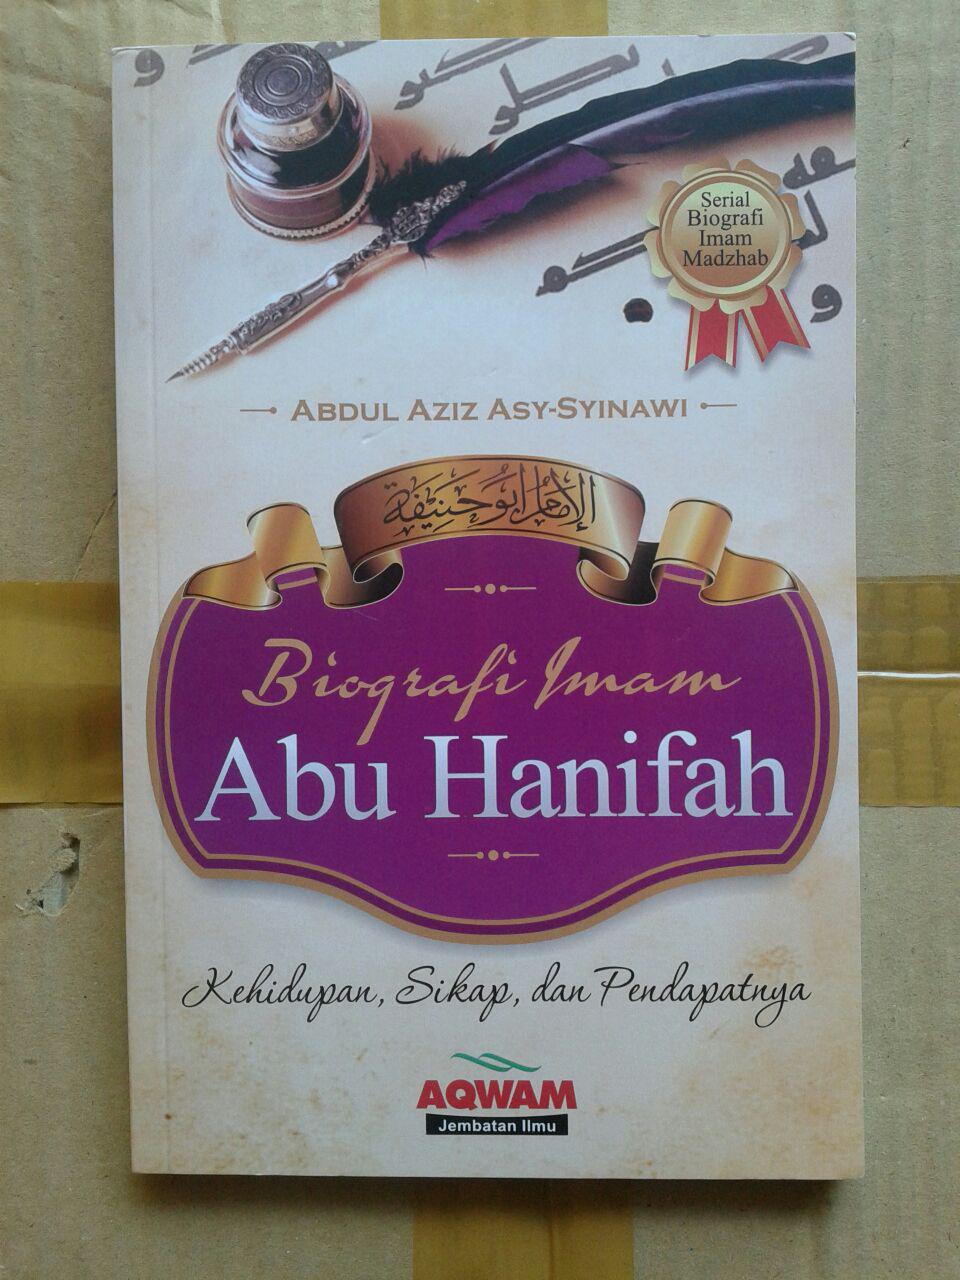 Serial
Biografi
Imam
Madzhab
ABDUL AZIZ ASY-SYINAWI
الإمام أبو حنيفة
Biografi Imam
Abu Hanifah
Kehidupan, Sikap, dan Pendapatnya
AQWAM
Jembatan Ilmu